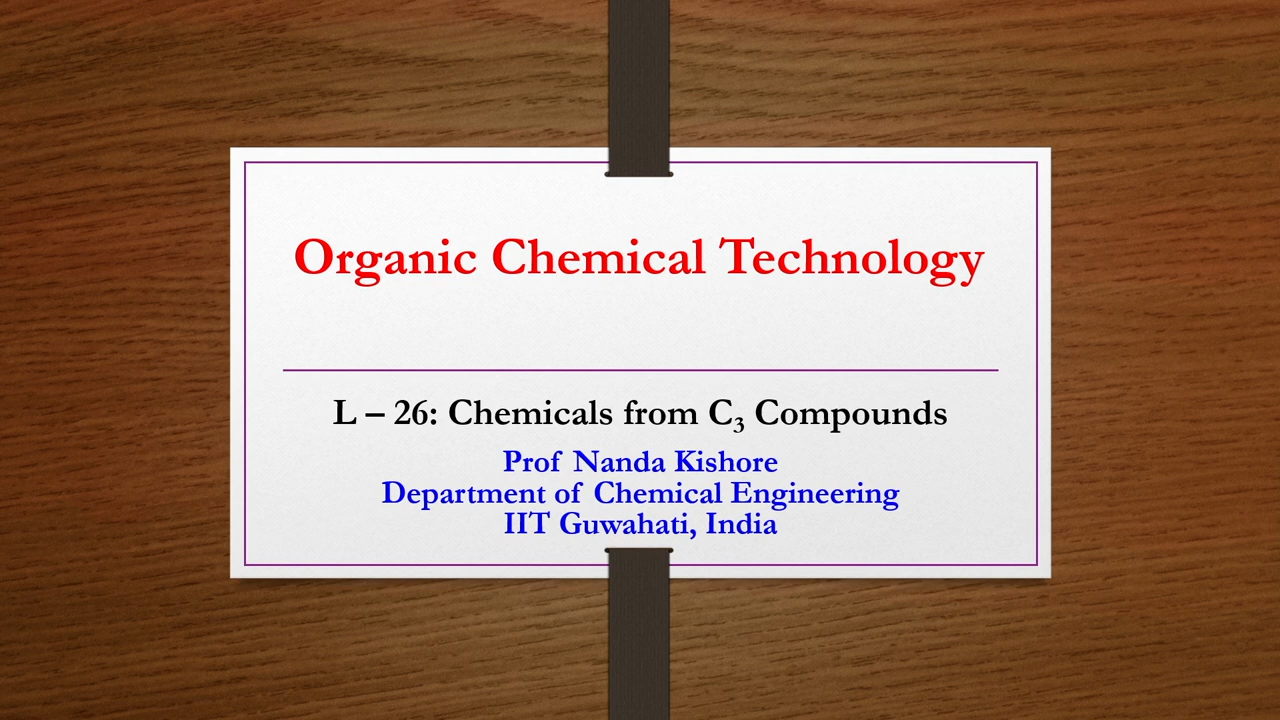 Organic Chemical Technology
L – 26: Chemicals from C₃ Compounds
Prof Nanda Kishore
Department of Chemical Engineering
IIT Guwahati, India